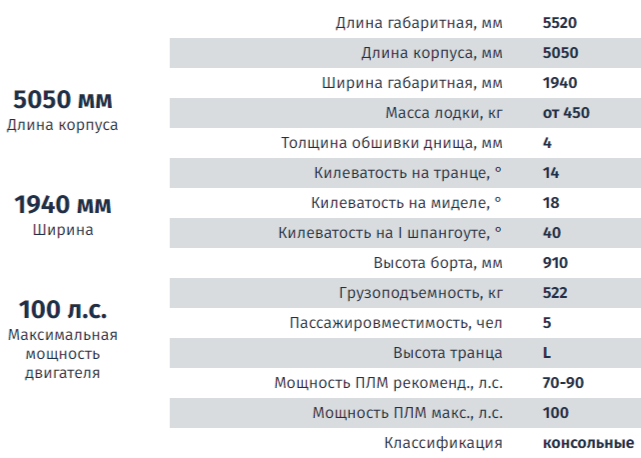 5050 мм
Длина корпуса
1940 мм
Ширина
100 л.с.
Максимальная
мощность
двигателя
Длина габаритная, мм 5520
Длина корпуса, мм 5050
Ширина габаритная, мм 1940
Масса лодки, кг от 450
Толщина обшивки днища, мм 4
Килеватость на транце, ° 14
Килеватость на миделе, ° 18
Килеватость на I шпангоуте, ° 40
Высота борта, мм 910
Грузоподъемность, кг 522
Пассажировместимость, чел 5
Высота транца L
Мощность ПЛМ рекоменд., л.с. 70-90
Мощность ПЛМ макс., л.с. 100
Классификация консольные